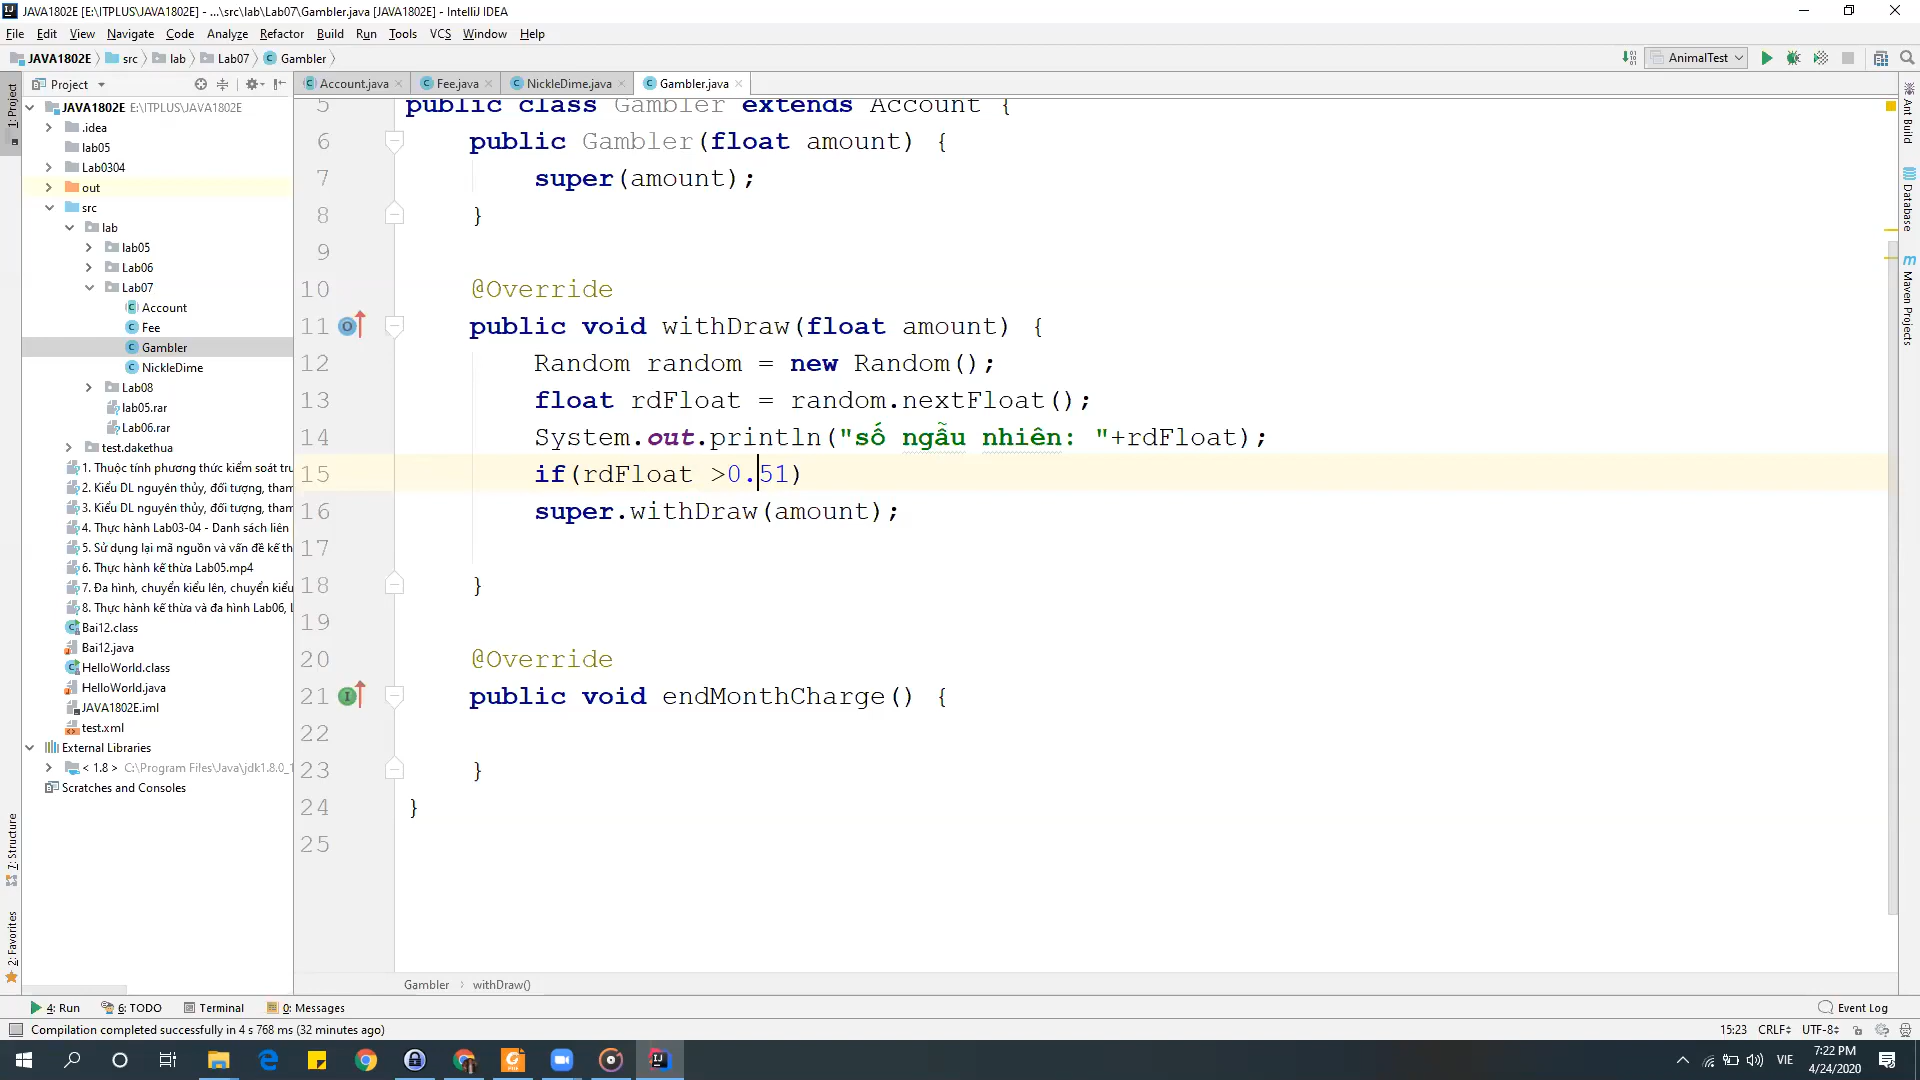 JAVA1802E [E:\ITPLUS\JAVA1802E] - ...\src\lab\Lab07\Gambler.java [JAVA1802E] - IntelliJ IDEA
File Edit View Navigate Code Analyze Refactor Build Run Tools VCS Window Help
JAVA1802E src lab Lab07 Gambler AnimalTest
Project Account.java Fee.java NickleDime.java Gambler.java
JAVA1802E E:\ITPLUS\JAVA1802E
.idea
lab05
Lab0304
out
src
lab
lab05
Lab06
Lab07
Account
Fee
Gambler
NickleDime
Lab08
lab05.rar
Lab06.rar
test.dakethua
1. Thuộc tính phương thức kiểm soát tru
2. Kiểu DL nguyên thủy, đối tượng, tham
3. Kiểu DL nguyên thủy, đối tượng, tham
4. Thực hành Lab03-04 - Danh sách liên
5. Sử dụng lại mã nguồn và vấn đề kế th
6. Thực hành kế thừa Lab05.mp4
7. Đa hình, chuyển kiểu lên, chuyển kiểu
8. Thực hành kế thừa và đa hình Lab06, L
Bai12.class
Bai12.java
HelloWorld.class
HelloWorld.java
JAVA1802E.iml
test.xml
External Libraries
< 1.8 > C:\Program Files\Java\jdk1.8.0_1
Scratches and Consoles
1: Project
7: Structure
2: Favorites
5 public class Gambler extends Account {
6 public Gambler(float amount) {
7 super(amount);
8 }
9
10 @Override
11 public void withDraw(float amount) {
12 Random random = new Random();
13 float rdFloat = random.nextFloat();
14 System.out.println("số ngẫu nhiên: "+rdFloat);
15 if(rdFloat >0.51)
16 super.withDraw(amount);
17
18 }
19
20 @Override
21 public void endMonthCharge() {
22
23 }
24 }
25
Ant Build
Database
Maven Projects
Gambler withDraw()
4: Run 6: TODO Terminal 0: Messages Event Log
Compilation completed successfully in 4 s 768 ms (32 minutes ago) 15:23 CRLF UTF-8
VIE 7:22 PM
4/24/2020